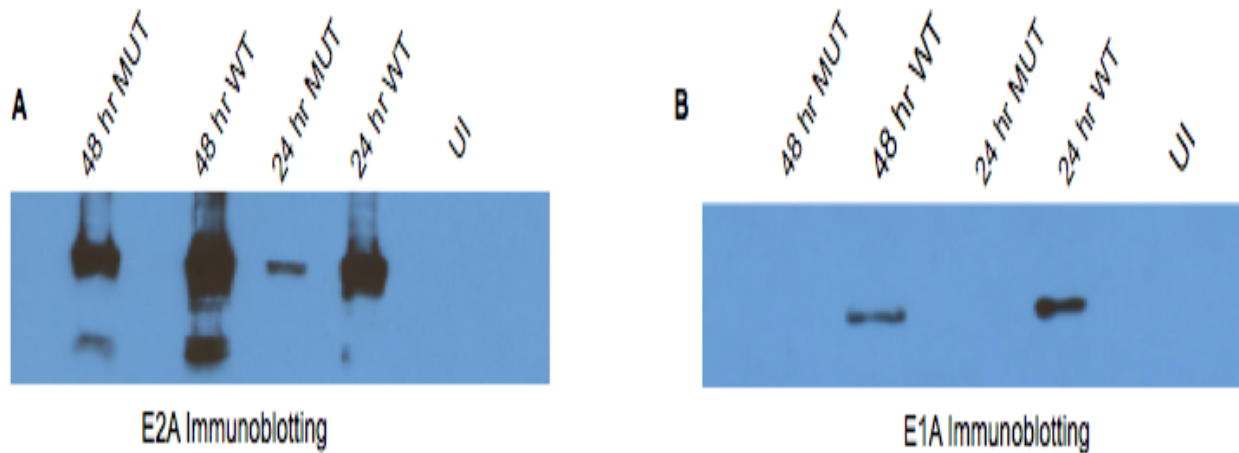 A
48 hr MUT
48 hr WT
24 hr MUT
24 hr WT
UI
E2A Immunoblotting
B
48 hr MUT
48 hr WT
24 hr MUT
24 hr WT
UI
E1A Immunoblotting